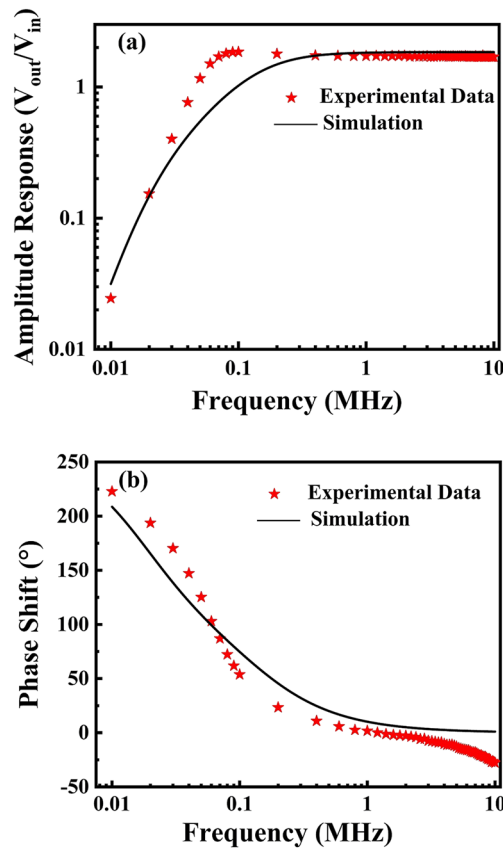 (a)
Amplitude Response (Vout/Vin)
1
0.1
0.01
Experimental Data
Simulation
0.01 0.1 1 10
Frequency (MHz)
(b)
Phase Shift (°)
250
200
150
100
50
0
-50
Experimental Data
Simulation
0.01 0.1 1 10
Frequency (MHz)